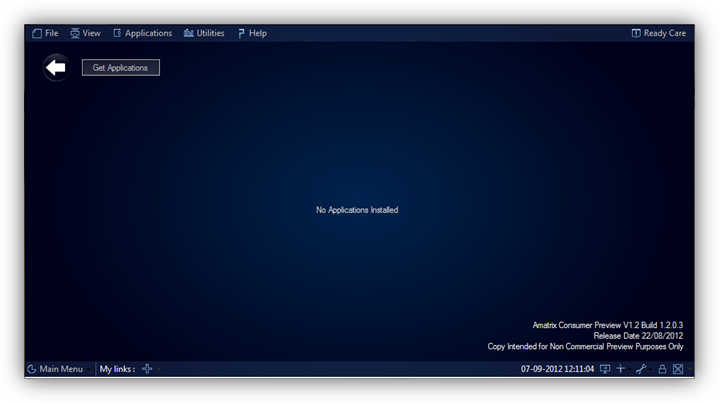 File View Applications Utilities Help Ready Care
Get Applications
No Applications Installed
Amatrix Consumer Preview V1.2 Build 1.2.0.3
Release Date 22/08/2012
Copy Intended for Non Commercial Preview Purposes Only
Main Menu My links : 07-09-2012 12:11:04